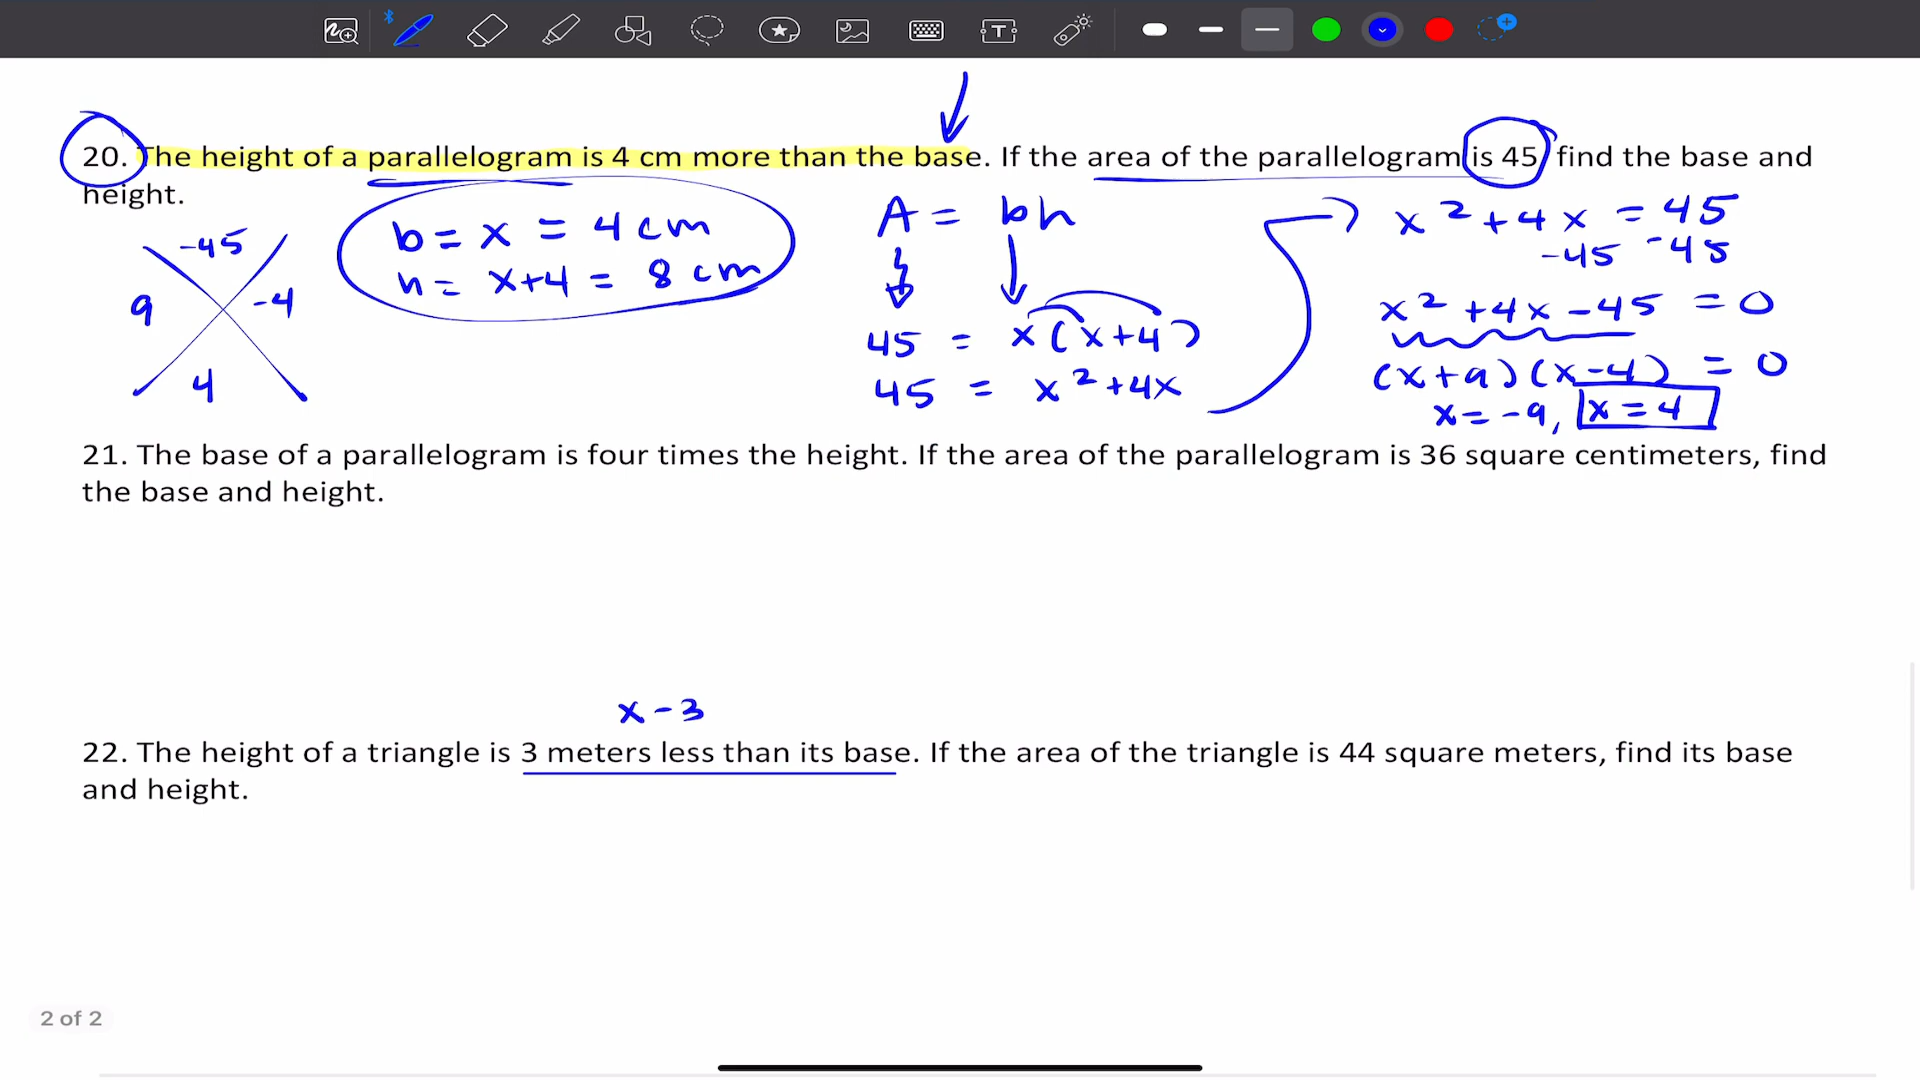 20. The height of a parallelogram is 4 cm more than the base. If the area of the parallelogram is 45, find the base and
height.
-45
9 -4
4
b = x = 4 cm
h = x+4 = 8 cm
A = bh
45 = x(x+4)
45 = x² +4x
x² +4x = 45
-45 -45
x² +4x -45 = 0
(x+9)(x-4) = 0
x = -9, x = 4
21. The base of a parallelogram is four times the height. If the area of the parallelogram is 36 square centimeters, find
the base and height.
x - 3
22. The height of a triangle is 3 meters less than its base. If the area of the triangle is 44 square meters, find its base
and height.
2 of 2